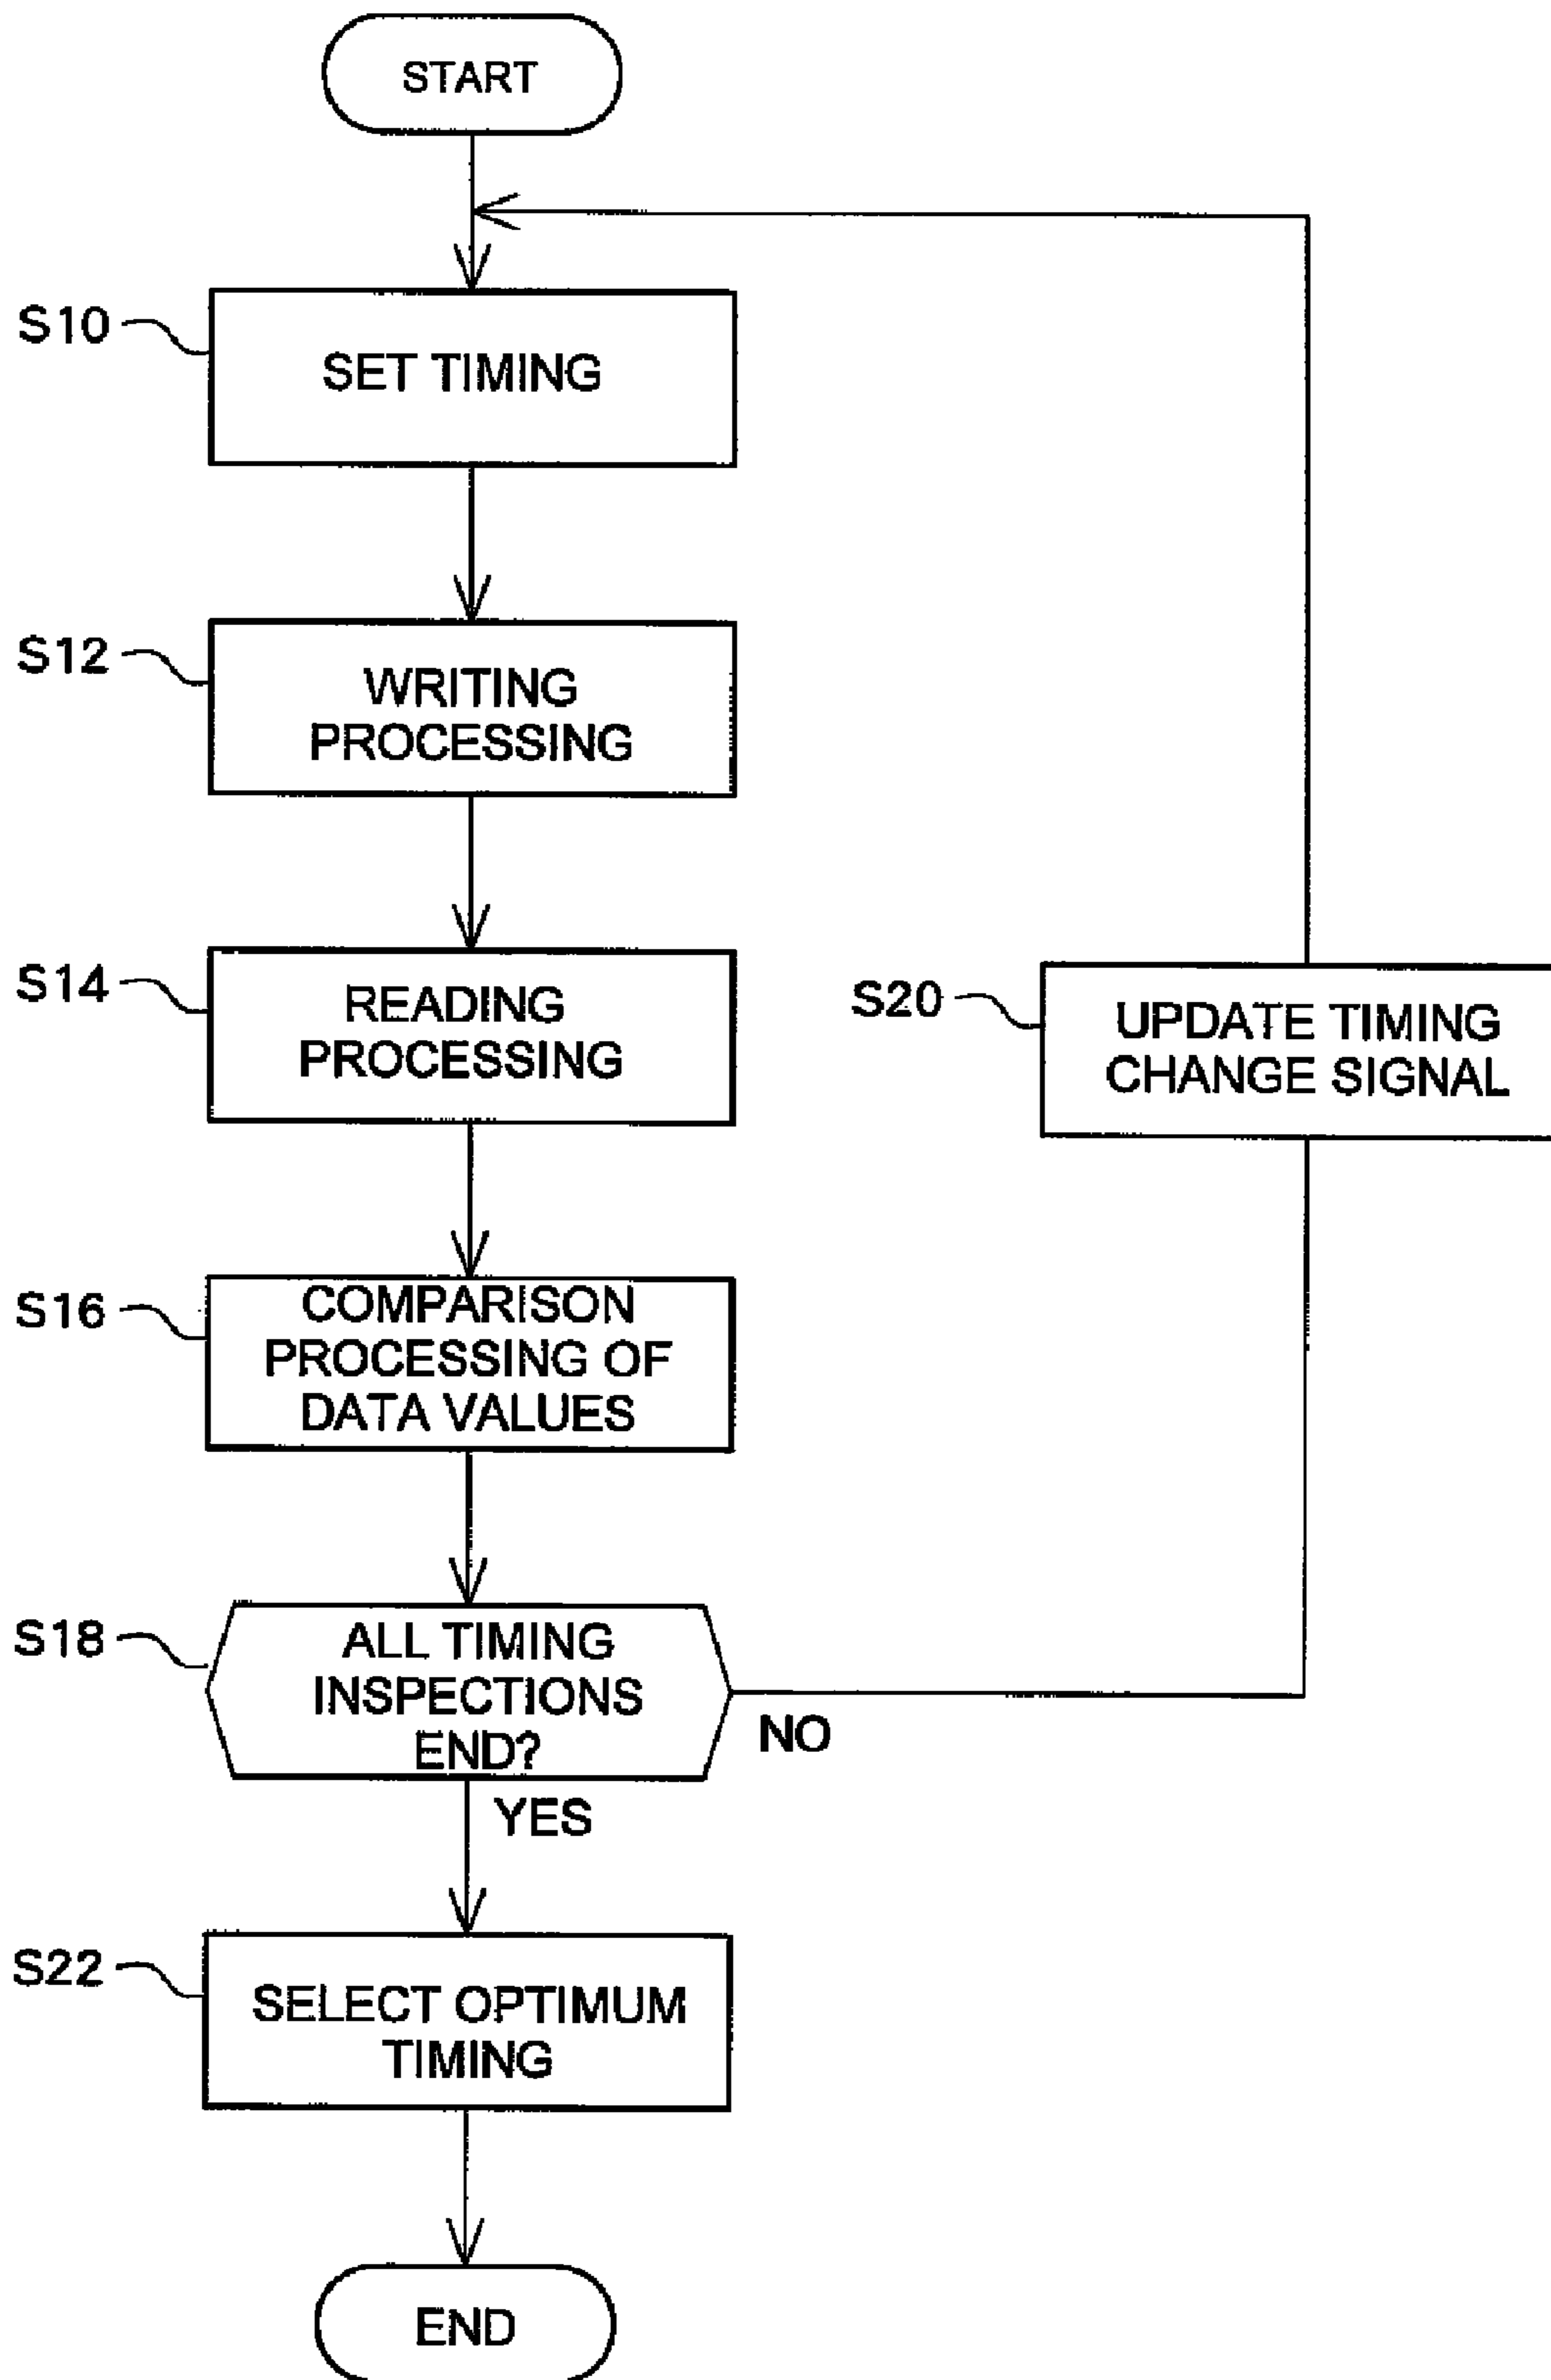 START
S10
SET TIMING
S12
WRITING
PROCESSING
S14
READING
PROCESSING
S20
UPDATE TIMING
CHANGE SIGNAL
S16
COMPARISON
PROCESSING OF
DATA VALUES
S18
ALL TIMING
INSPECTIONS
END?
NO
YES
S22
SELECT OPTIMUM
TIMING
END